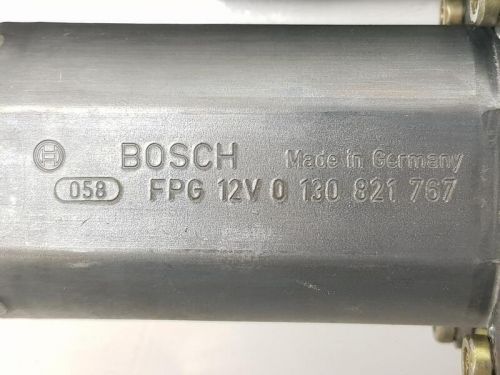 BOSCH Made in Germany
058 FPG 12V 0 130 821 767